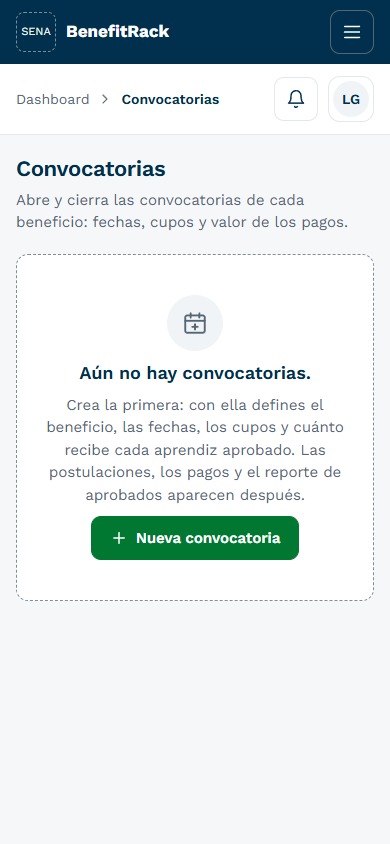 SENA BenefitRack
Dashboard > Convocatorias LG
Convocatorias
Abre y cierra las convocatorias de cada
beneficio: fechas, cupos y valor de los pagos.
Aún no hay convocatorias.
Crea la primera: con ella defines el
beneficio, las fechas, los cupos y cuánto
recibe cada aprendiz aprobado. Las
postulaciones, los pagos y el reporte de
aprobados aparecen después.
+ Nueva convocatoria